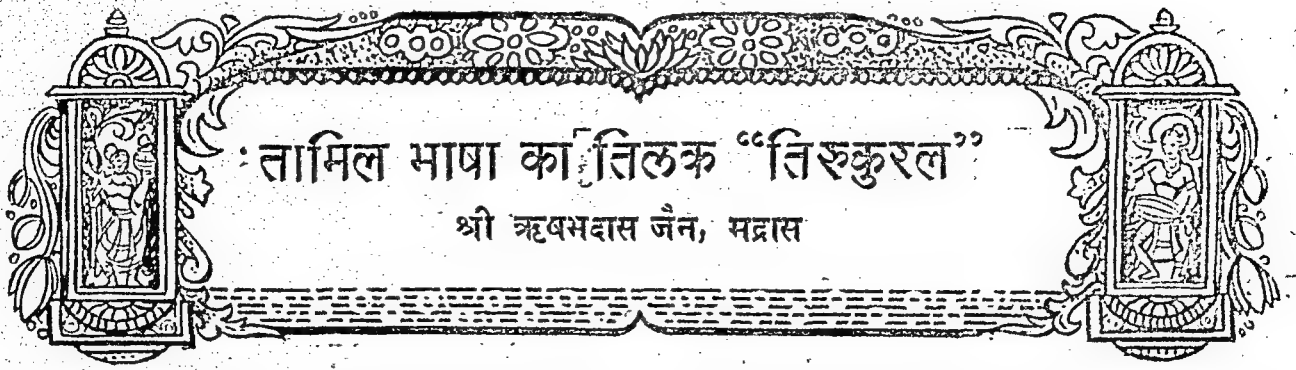 तामिल भाषा का तिलक “तिरुकुरल”
श्री ऋषभदास जैन, मद्रास